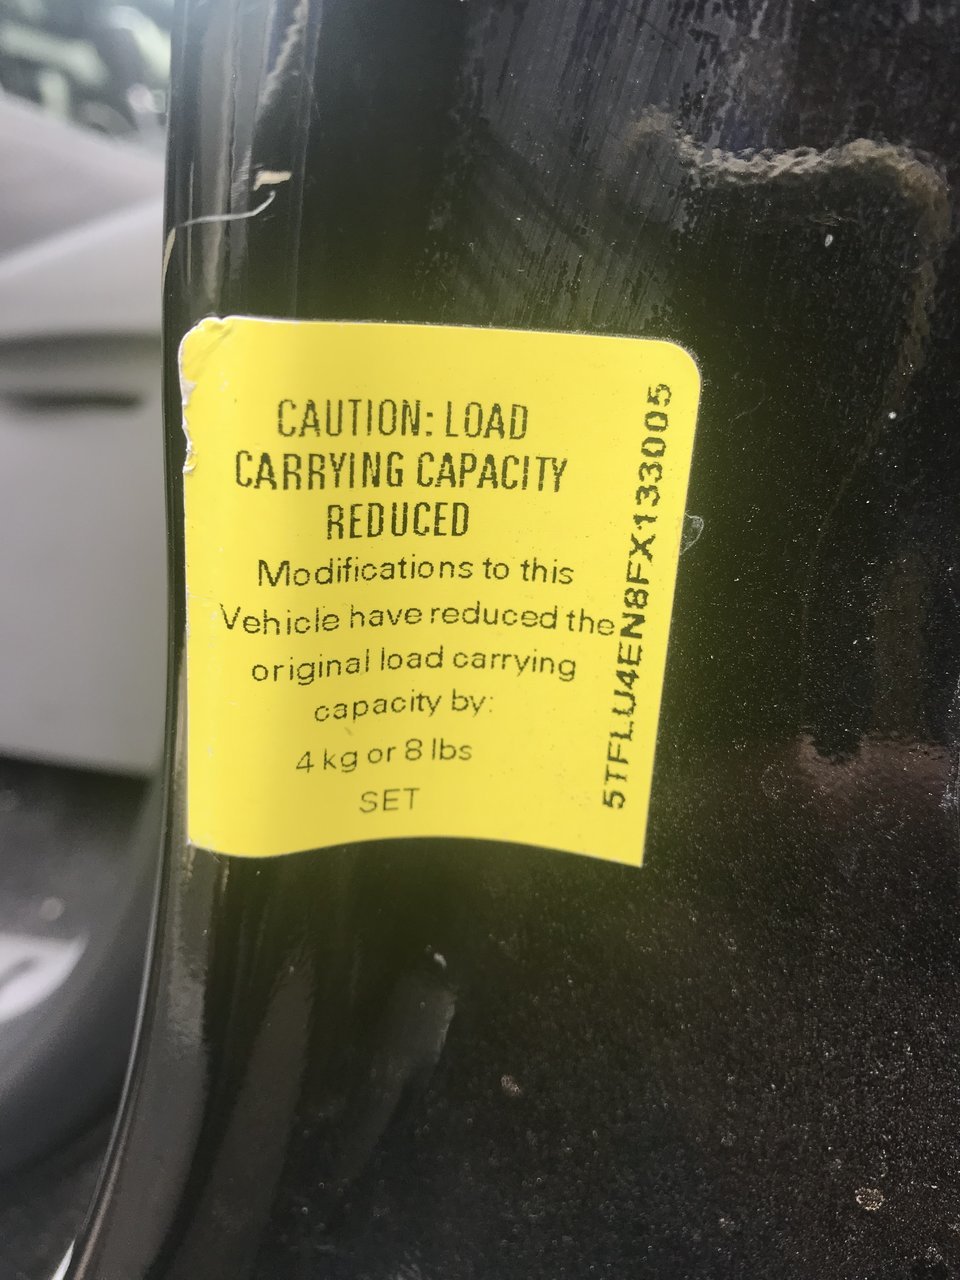 CAUTION: LOAD
CARRYING CAPACITY
REDUCED
Modifications to this
Vehicle have reduced the
original load carrying
capacity by:
4 kg or 8 lbs
SET
5TFLU4EN8FX133005